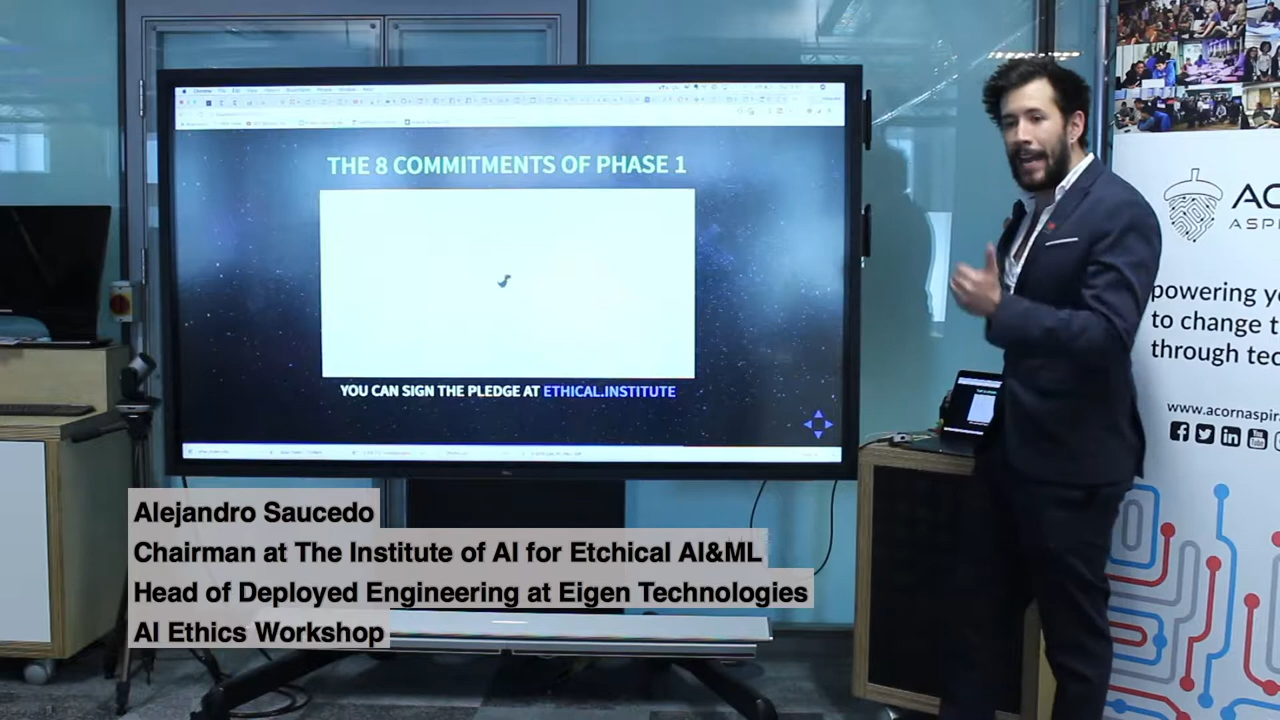 THE 8 COMMITMENTS OF PHASE 1
YOU CAN SIGN THE PLEDGE AT ETHICAL.INSTITUTE
powering
to change
through
www.acornaspir
Alejandro Saucedo
Chairman at The Institute of AI for Etchical AI&ML
Head of Deployed Engineering at Eigen Technologies
AI Ethics Workshop